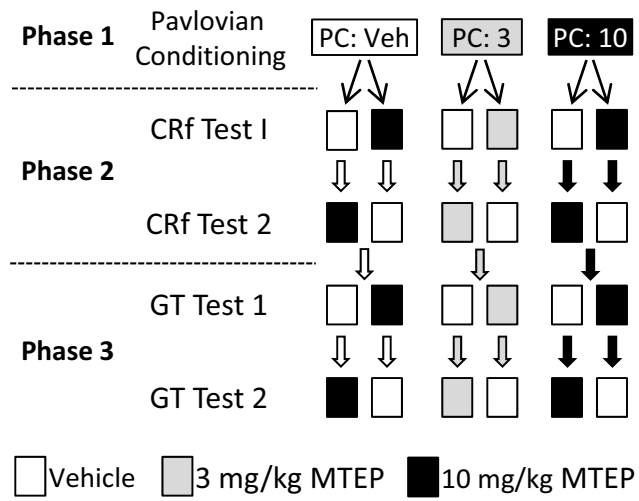 Phase 1
Pavlovian
Conditioning
PC: Veh
PC: 3
PC: 10
CRf Test I
Phase 2
CRf Test 2
GT Test 1
Phase 3
GT Test 2
Vehicle
3 mg/kg MTEP
10 mg/kg MTEP